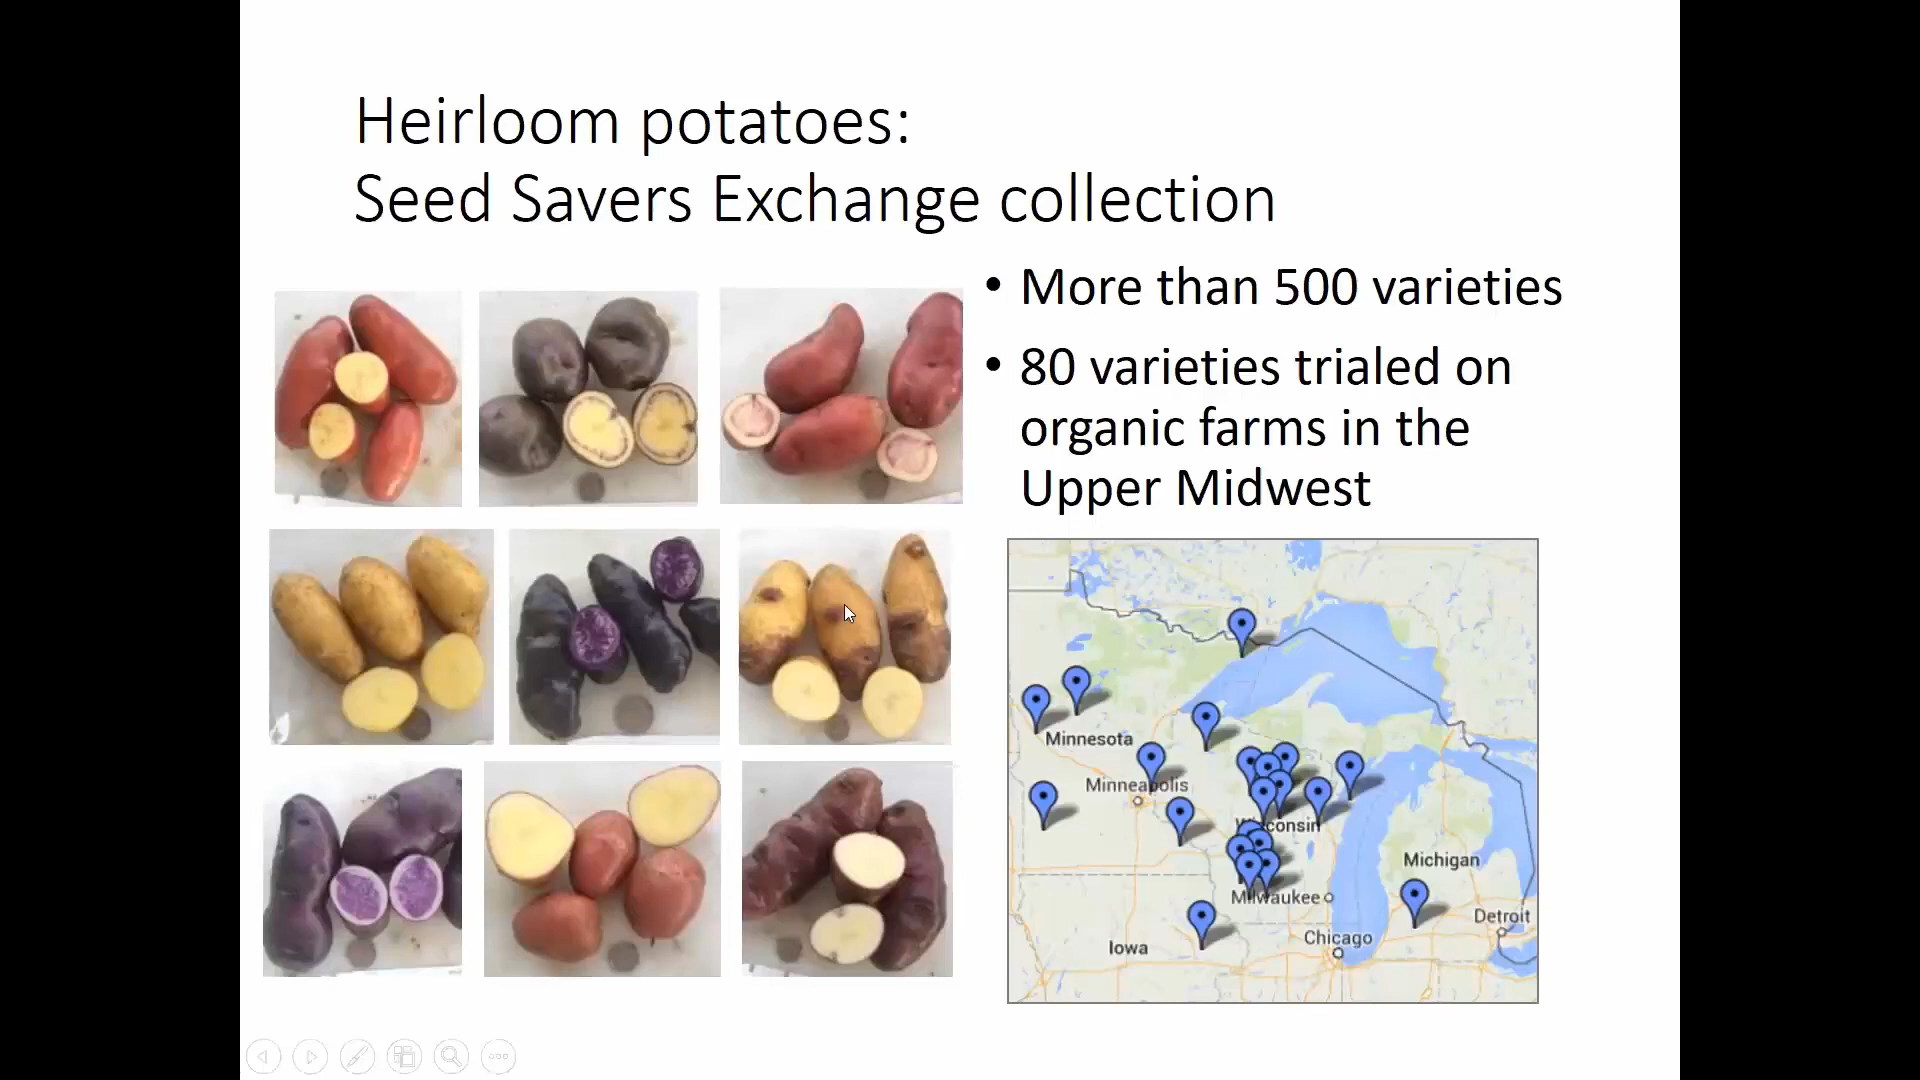 Heirloom potatoes:
Seed Savers Exchange collection
• More than 500 varieties
• 80 varieties trialed on
organic farms in the
Upper Midwest
Minnesota
Minneapolis
Wisconsin
Michigan
Milwaukee
Detroit
Chicago
Iowa